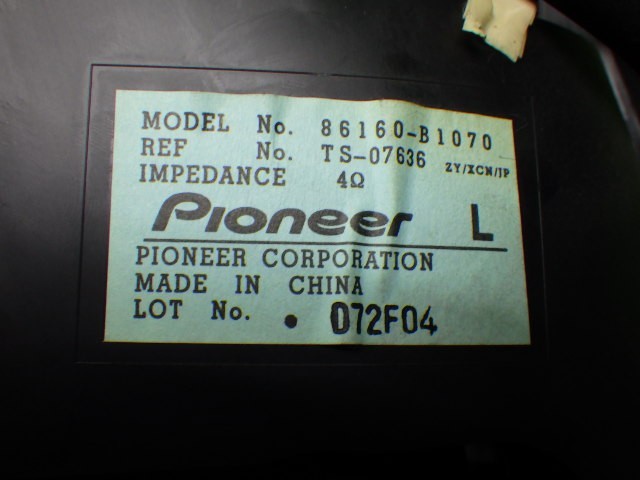 MODEL No. 86160-B1070
REF No. TS-07636 ZY/XCN/JP
IMPEDANCE 4Ω
Pioneer L
PIONEER CORPORATION
MADE IN CHINA
LOT No. • 072F04